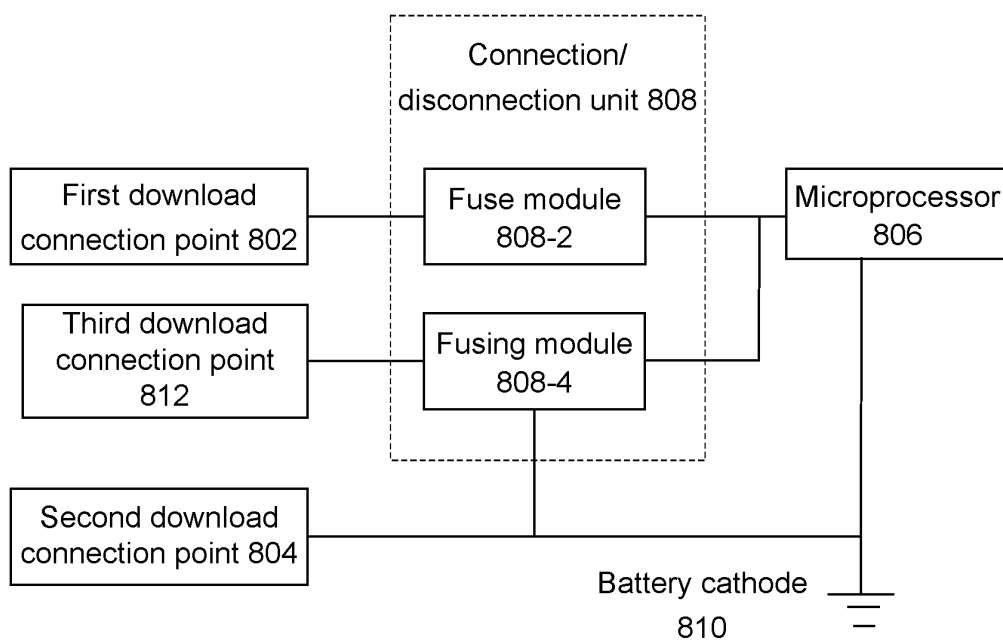 Connection/
disconnection unit 808
First download
connection point 802
Fuse module
808-2
Microprocessor
806
Third download
connection point
812
Fusing module
808-4
Second download
connection point 804
Battery cathode
810